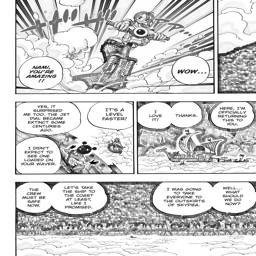 WOW...
NAMI,
YOU'RE
AMAZING
!!
HERE, I'M
OFFICIALLY
RETURNING
THIS TO
YOU.
THANKS.
I
LOVE
IT!
IT'S A
LEVEL
FASTER!
YES, IT
SURPRISED
ME TOO. THE JET
DIAL BECAME
EXTINCT SOME
CENTURIES
AGO.
I DIDN'T
EXPECT TO
SEE ONE
LOADED ON
YOUR WAVER.
WELL...
WHAT
SHOULD
WE DO
NOW?
I WAS
GOING TO
TAKE
EVERYONE TO
THE OUTSKIRTS
OF SKYPEA.
LET'S TAKE
THE SHIP TO
THE COAST
AT LEAST,
LIKE I
PROMISED.
THE
CREW
MUST BE
SAFE
NOW.